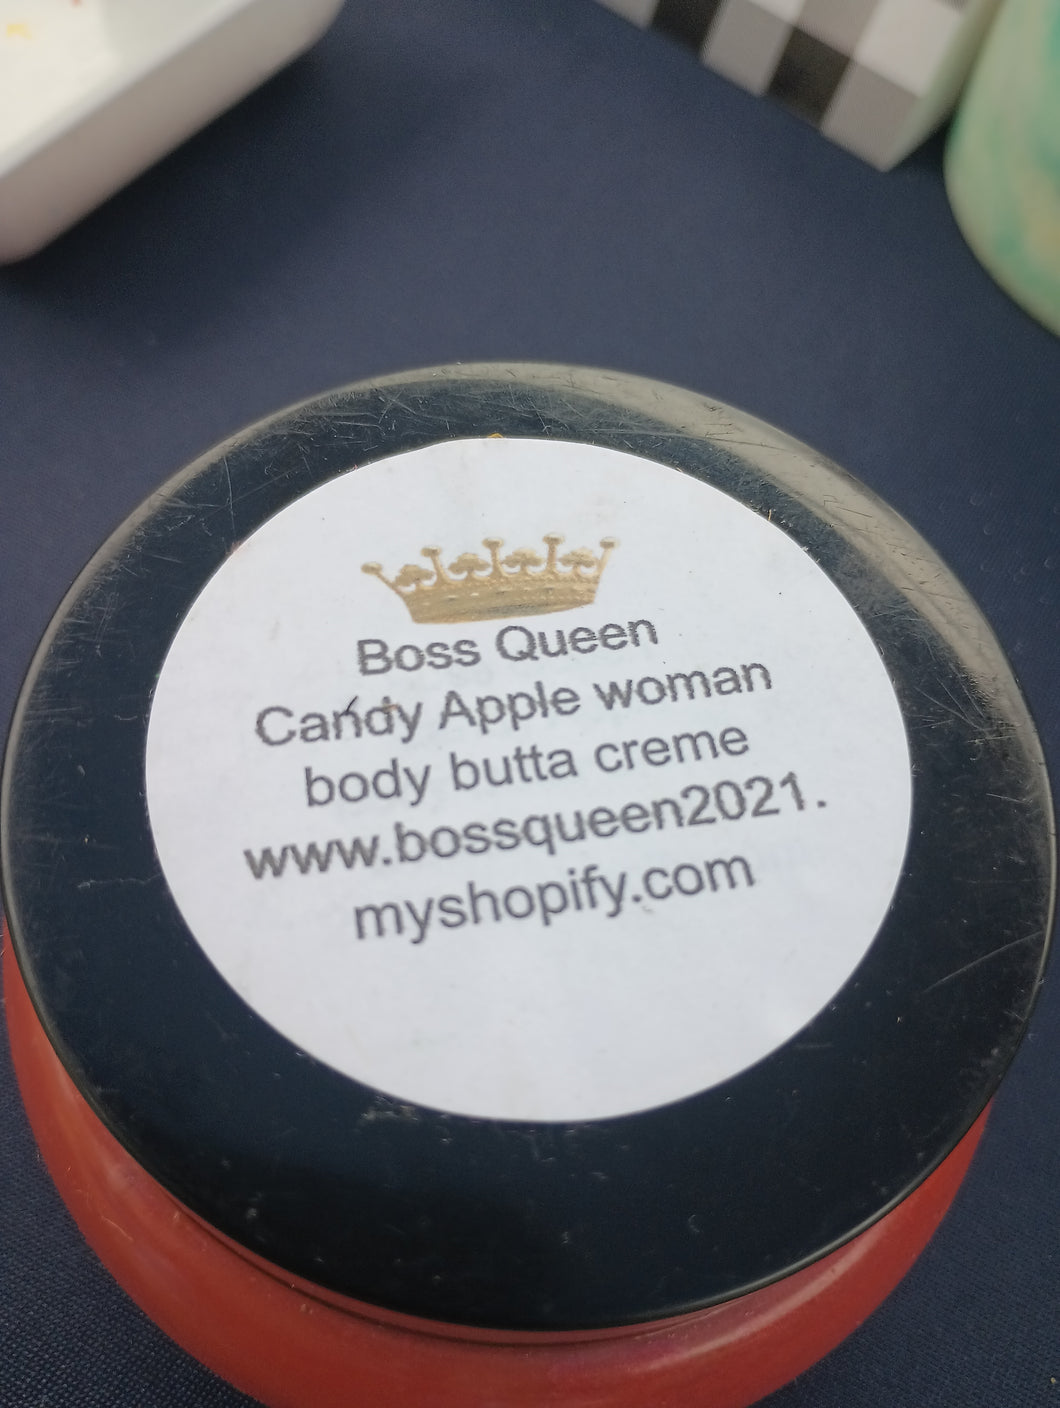 Boss Queen
Candy Apple woman
body butta creme
www.bossqueen2021.
myshopify.com